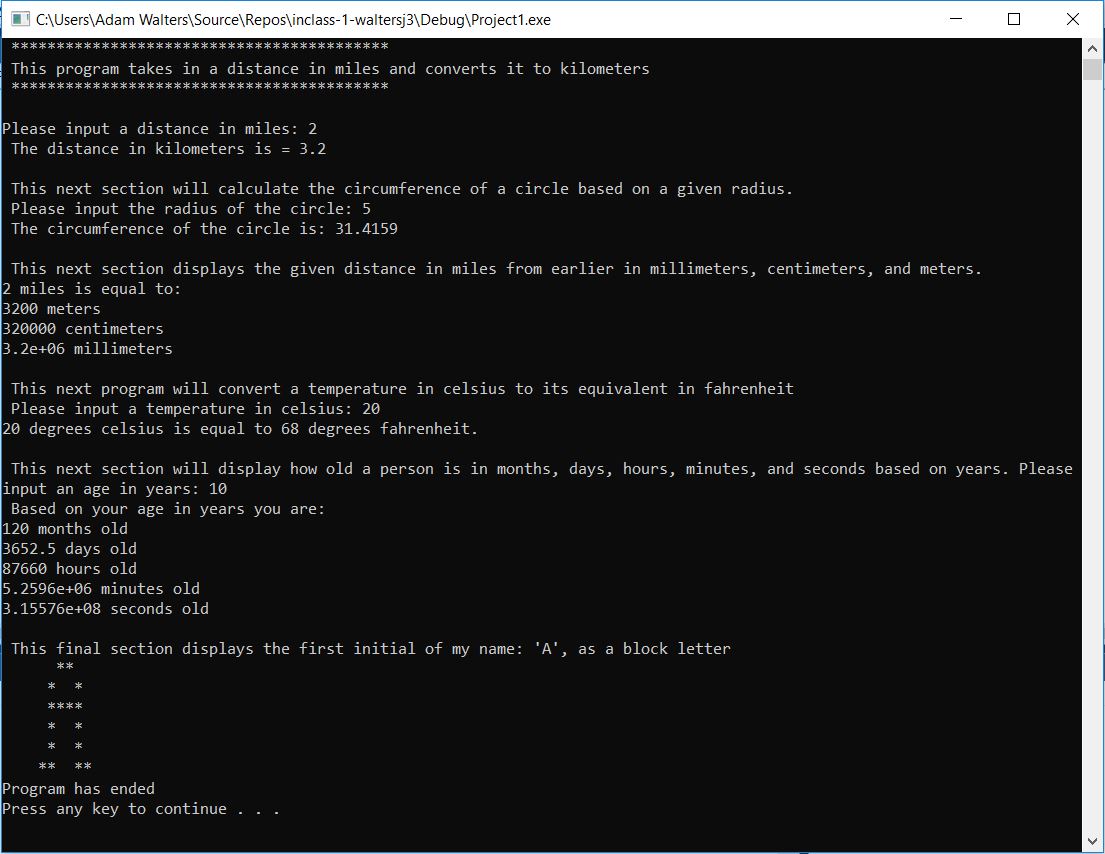 C:\Users\Adam Walters\Source\Repos\inclass-1-waltersj3\Debug\Project1.exe
 ******************************************
 This program takes in a distance in miles and converts it to kilometers
 ******************************************

Please input a distance in miles: 2
 The distance in kilometers is = 3.2

 This next section will calculate the circumference of a circle based on a given radius.
 Please input the radius of the circle: 5
 The circumference of the circle is: 31.4159

 This next section displays the given distance in miles from earlier in millimeters, centimeters, and meters.
2 miles is equal to:
3200 meters
320000 centimeters
3.2e+06 millimeters

 This next program will convert a temperature in celsius to its equivalent in fahrenheit
 Please input a temperature in celsius: 20
20 degrees celsius is equal to 68 degrees fahrenheit.

 This next section will display how old a person is in months, days, hours, minutes, and seconds based on years. Please
input an age in years: 10
 Based on your age in years you are:
120 months old
3652.5 days old
87660 hours old
5.2596e+06 minutes old
3.15576e+08 seconds old

 This final section displays the first initial of my name: 'A', as a block letter
      **
     *  *
     ****
     *  *
     *  *
    **  **
Program has ended
Press any key to continue . . .